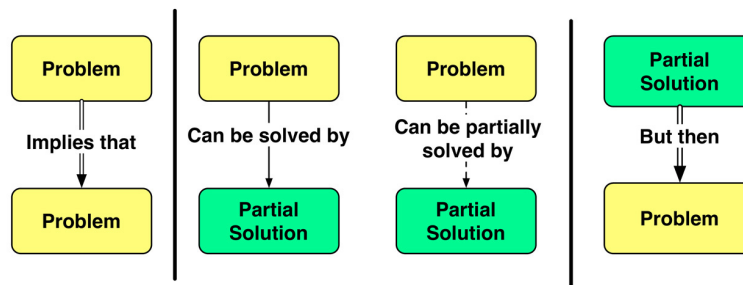 Problem
Implies that
Problem
Problem
Can be solved by
Partial
Solution
Problem
Can be partially
solved by
Partial
Solution
Partial
Solution
But then
Problem